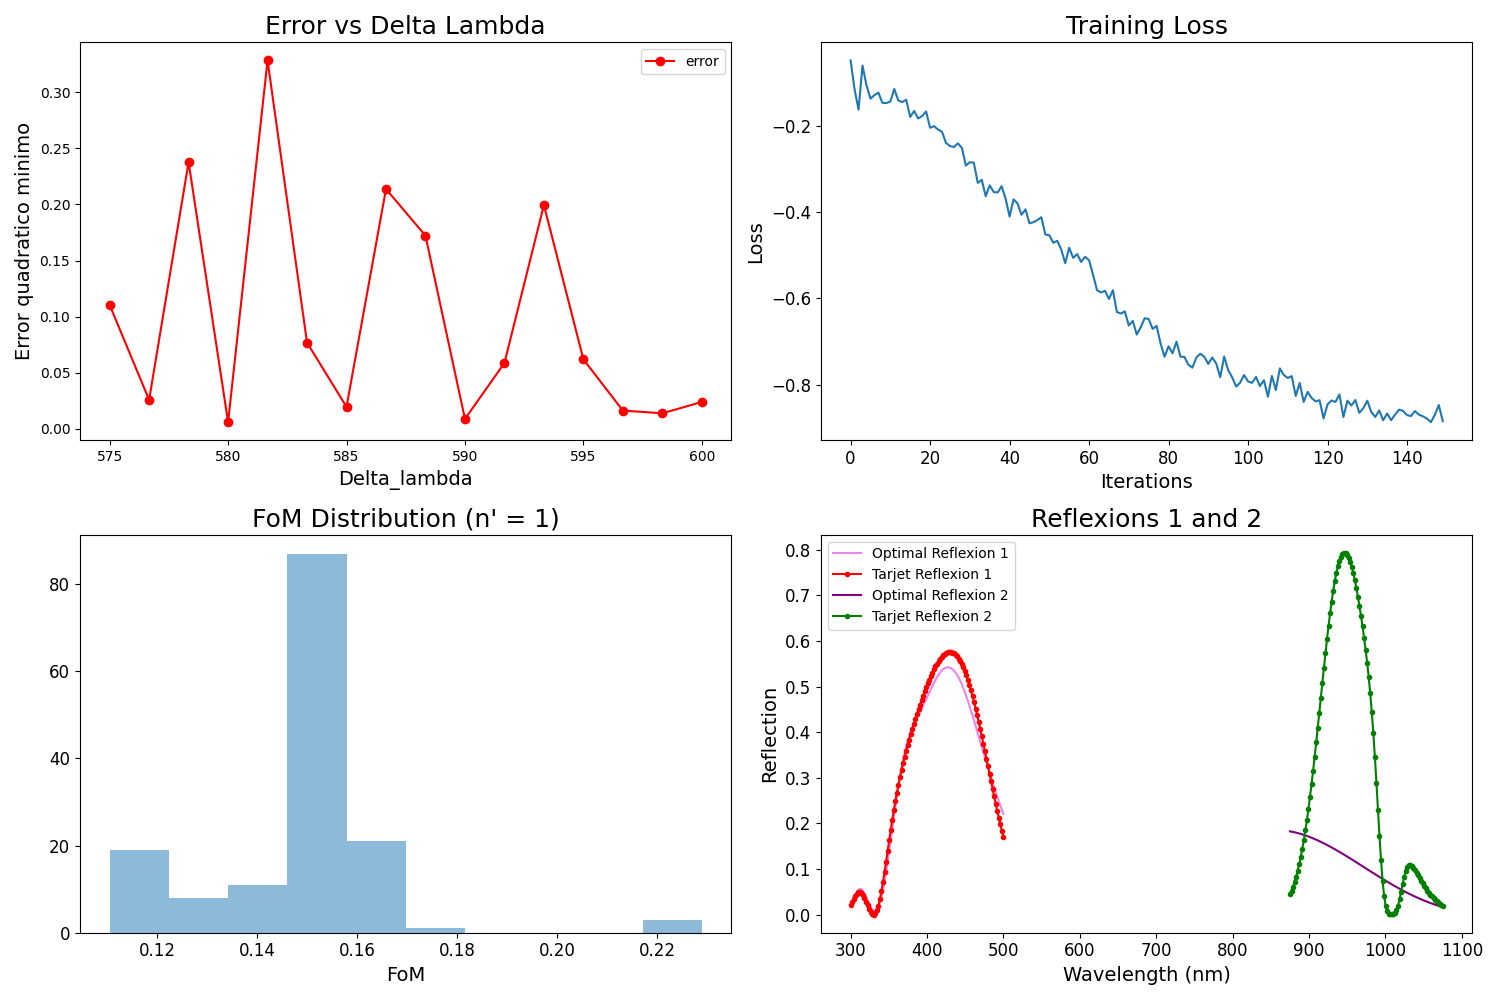 Error vs Delta Lambda
error
Error quadratico minimo
0.30
0.25
0.20
0.15
0.10
0.05
0.00
575 580 585 590 595 600
Delta_lambda
Training Loss
Loss
−0.2
−0.4
−0.6
−0.8
0 20 40 60 80 100 120 140
Iterations
FoM Distribution (n' = 1)
80
60
40
20
0
0.12 0.14 0.16 0.18 0.20 0.22
FoM
Reflexions 1 and 2
Optimal Reflexion 1
Tarjet Reflexion 1
Optimal Reflexion 2
Tarjet Reflexion 2
Reflection
0.8
0.7
0.6
0.5
0.4
0.3
0.2
0.1
0.0
300 400 500 600 700 800 900 1000 1100
Wavelength (nm)